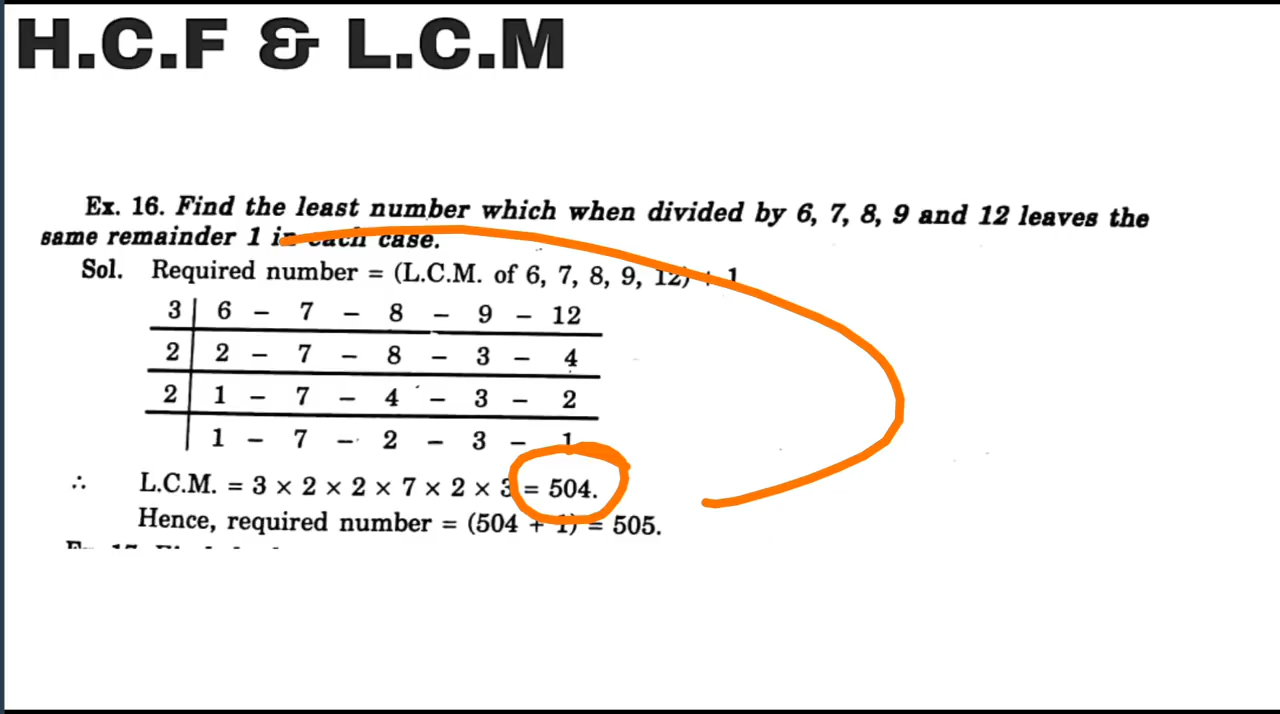 H.C.F & L.C.M
Ex. 16. Find the least number which when divided by 6, 7, 8, 9 and 12 leaves the
same remainder 1 in each case.
Sol. Required number = (L.C.M. of 6, 7, 8, 9, 12) + 1
3 | 6 – 7 – 8 – 9 – 12
2 | 2 – 7 – 8 – 3 – 4
2 | 1 – 7 – 4 – 3 – 2
| 1 – 7 – 2 – 3 – 1
∴ L.C.M. = 3 × 2 × 2 × 7 × 2 × 3 = 504.
Hence, required number = (504 + 1) = 505.